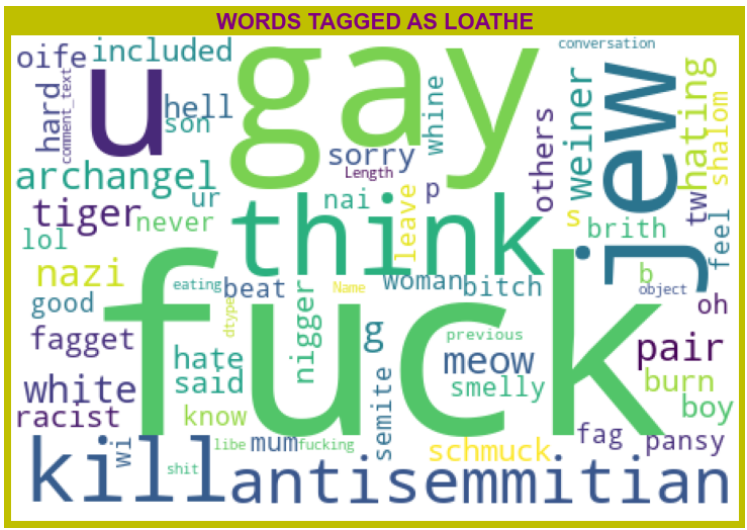 WORDS TAGGED AS LOATHE
oife
included
u
gay
conversation
hard
comment_text
hell
son
whine
others
weiner
jew
hating
shalom
archangel
sorry
Length
tiger
never
ur
nai
leave
p
s
brith
tw
feel
lol
think
nazi
eating
beat
Name
woman
bitch
b
object
oh
good
dtype
nigger
g
previous
fagget
fuck
hate
meow
pair
white
said
smelly
burn
racist
know
semite
boy
wi
libe
mum
fucking
schmuck
fag
pansy
kill
shit
antisemmitian